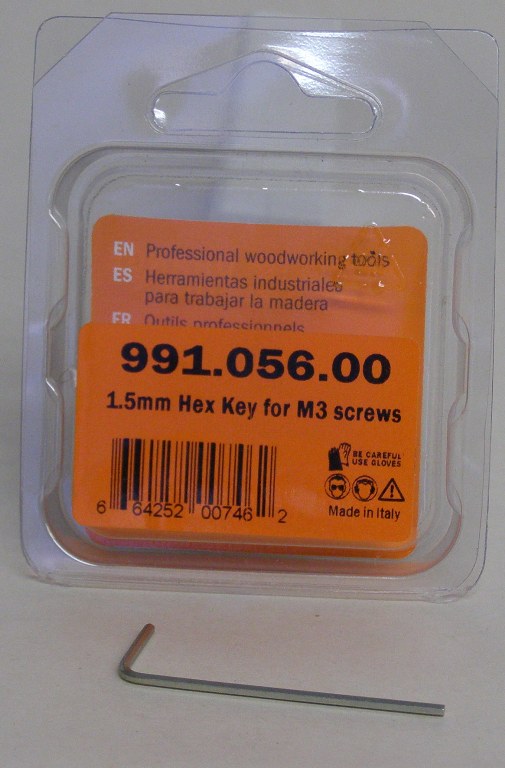 EN Professional woodworking tools
ES Herramientas industriales
para trabajar la madera
FR Outils professionnels
991.056.00
1.5mm Hex Key for M3 screws
BE CAREFUL
USE GLOVES
6 64252 00746 2
Made in Italy